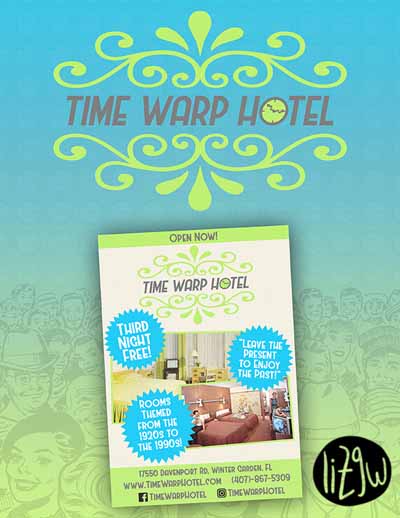 TIME WARP HOTEL
OPEN NOW!
TIME WARP HOTEL
THIRD
NIGHT
FREE!
"LEAVE THE
PRESENT
TO ENJOY
THE PAST!"
ROOMS
THEMED
FROM THE
1920S TO
THE 1990S!
17550 DAVENPORT RD, WINTER GARDEN, FL
WWW.TIMEWARPHOTEL.COM (407)-867-5309
TIMEWARPHOTEL TIMEWARPHOTEL
lizgw